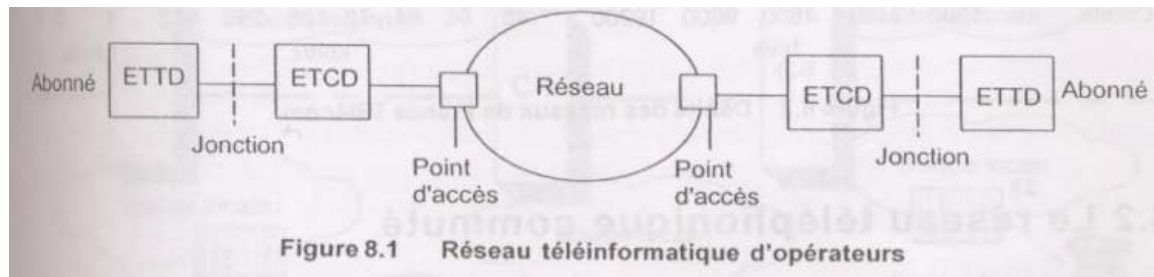 Abonné
ETTD
Jonction
ETCD
Point
d'accès
Réseau
Point
d'accès
ETCD
Jonction
ETTD
Abonné
Figure 8.1 Réseau téléinformatique d'opérateurs